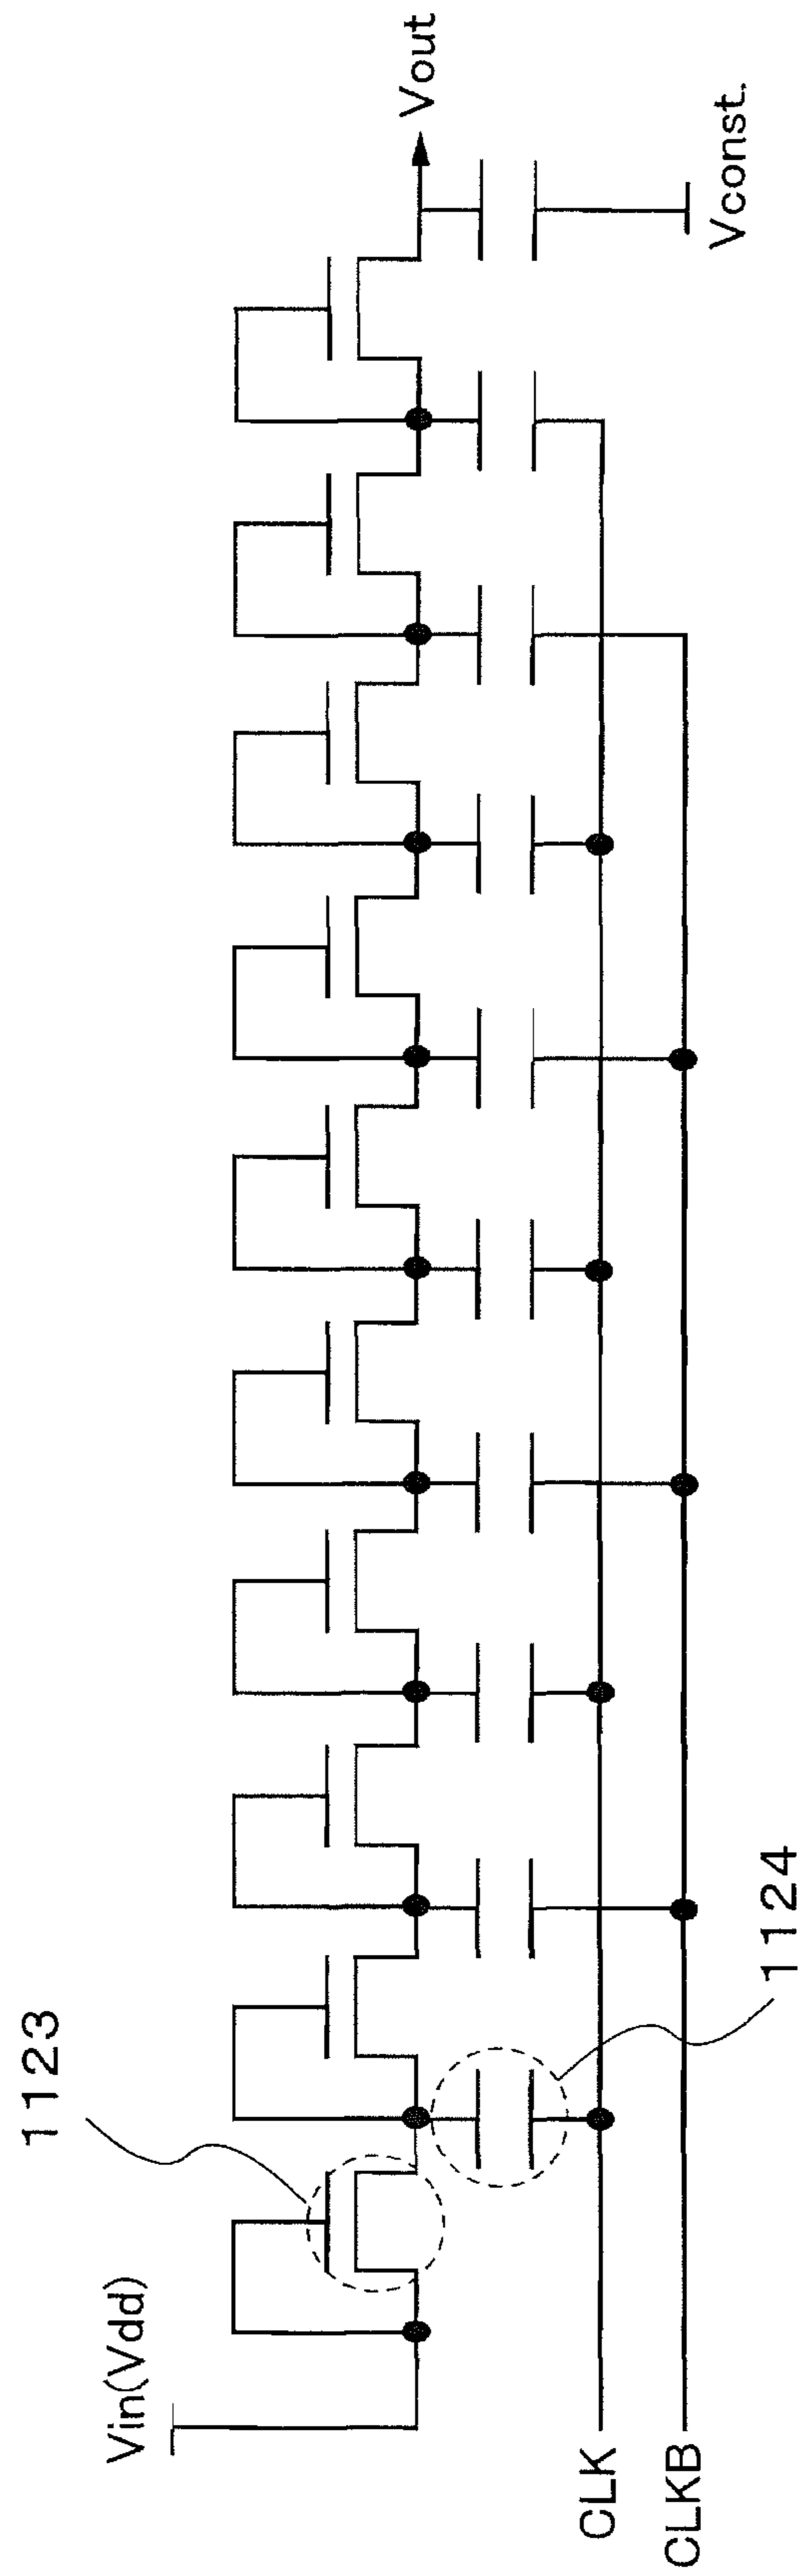 Vin(Vdd)
1123
Vout
Vconst.
1124
CLK
CLKB